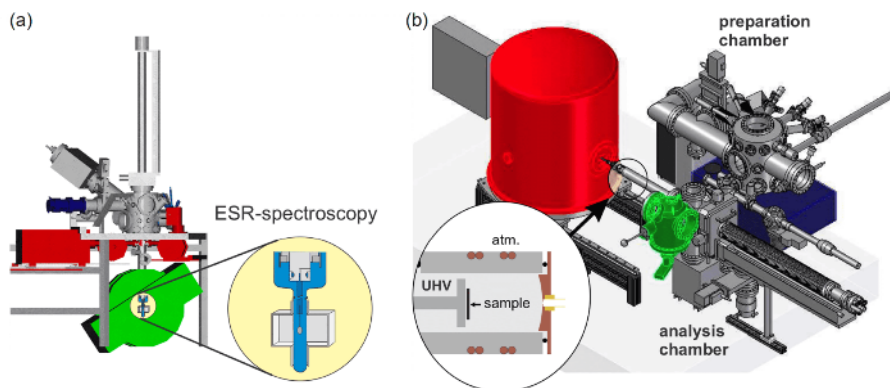 (a)
ESR-spectroscopy
(b)
preparation
chamber
atm.
UHV
sample
analysis
chamber